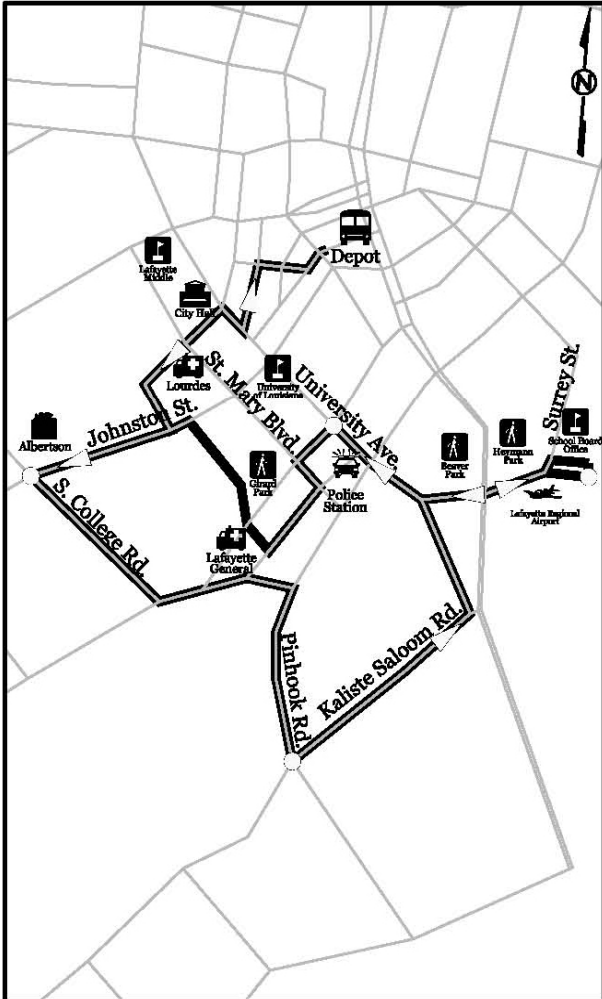 N
Depot
Lafayette
Middle
City Hall
Lourdes
University
of Louisiana
St. Mary Blvd.
University Ave.
Johnston St.
Albertson
S. College Rd.
Girard
Park
Police
Station
Beaver
Park
Heymann
Park
Surrey St.
School Board
Office
Lafayette Regional
Airport
Lafayette
General
Pinhook Rd.
Kaliste Saloom Rd.